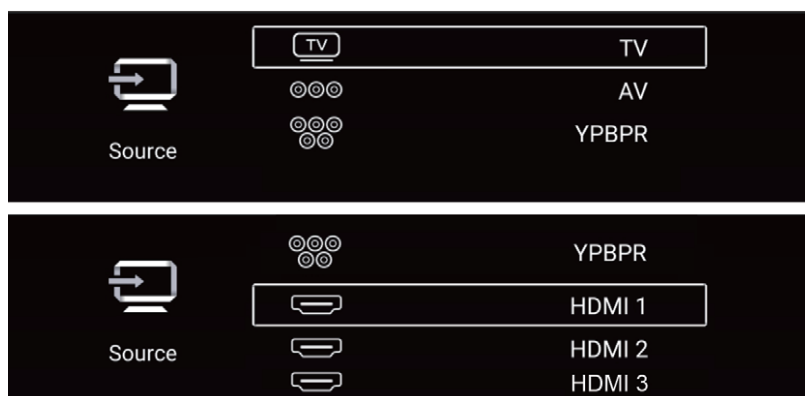 TV TV
AV
YPBPR
Source
YPBPR
HDMI 1
Source
HDMI 2
HDMI 3